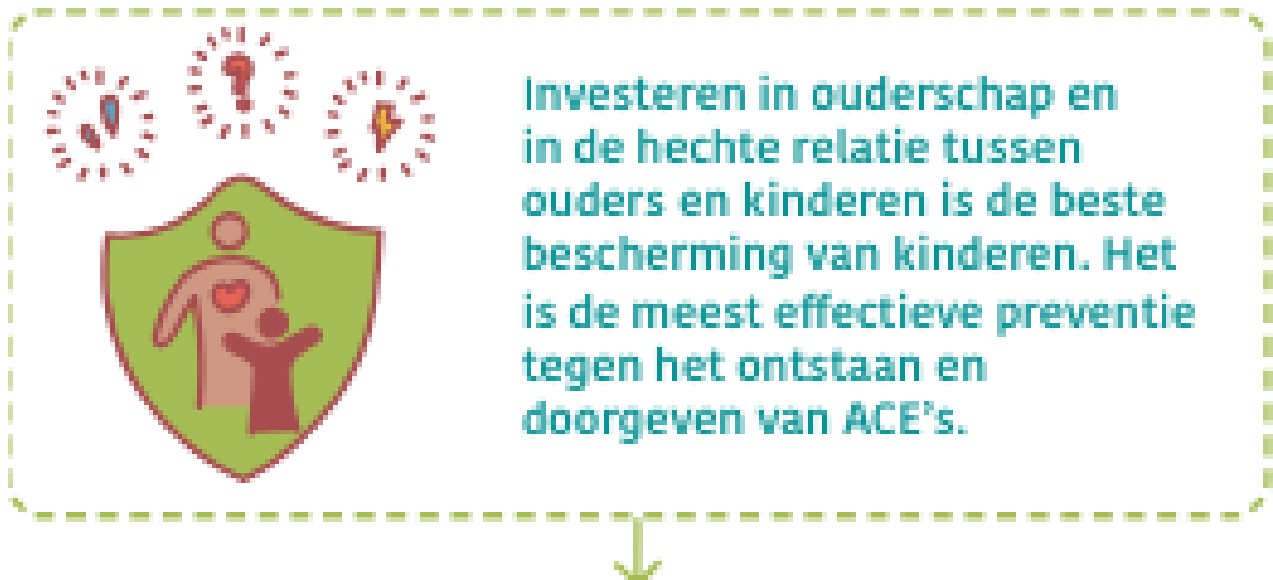 Investeren in ouderschap en
in de hechte relatie tussen
ouders en kinderen is de beste
bescherming van kinderen. Het
is de meest effectieve preventie
tegen het ontstaan en
doorgeven van ACE's.